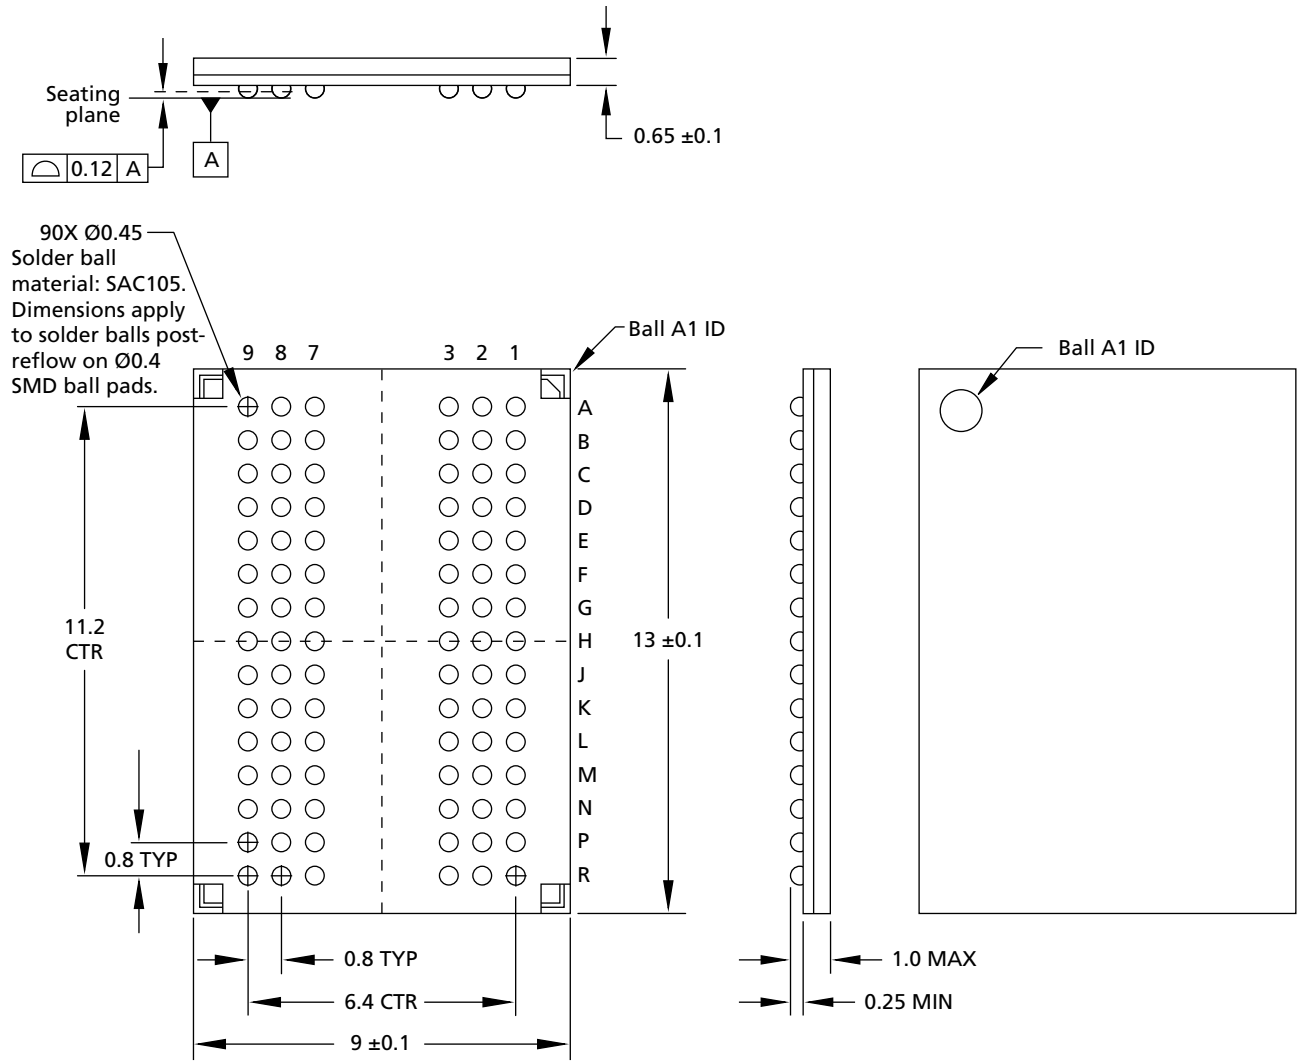 Seating
plane
0.12 A
A
0.65 ±0.1
90X Ø0.45
Solder ball
material: SAC105.
Dimensions apply
to solder balls post-
reflow on Ø0.4
SMD ball pads.
Ball A1 ID
9 8 7 3 2 1
A
B
C
D
E
F
G
H
J
K
L
M
N
P
R
11.2
CTR
0.8 TYP
13 ±0.1
0.8 TYP
6.4 CTR
9 ±0.1
1.0 MAX
0.25 MIN
Ball A1 ID